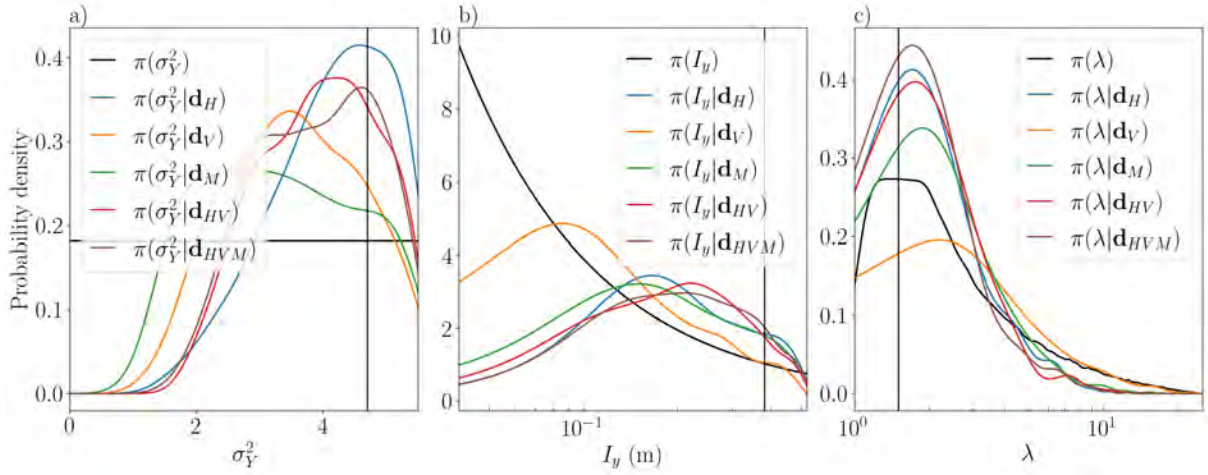 a)
Probability density
0.4
0.3
0.2
0.1
0.0
π(σ²_Y)
π(σ²_Y|d_H)
π(σ²_Y|d_V)
π(σ²_Y|d_M)
π(σ²_Y|d_HV)
π(σ²_Y|d_HVM)
0 2 4
σ²_Y
b)
10
8
6
4
2
0
π(I_y)
π(I_y|d_H)
π(I_y|d_V)
π(I_y|d_M)
π(I_y|d_HV)
π(I_y|d_HVM)
10⁻¹
I_y (m)
c)
0.4
0.3
0.2
0.1
0.0
π(λ)
π(λ|d_H)
π(λ|d_V)
π(λ|d_M)
π(λ|d_HV)
π(λ|d_HVM)
10⁰ 10¹
λ